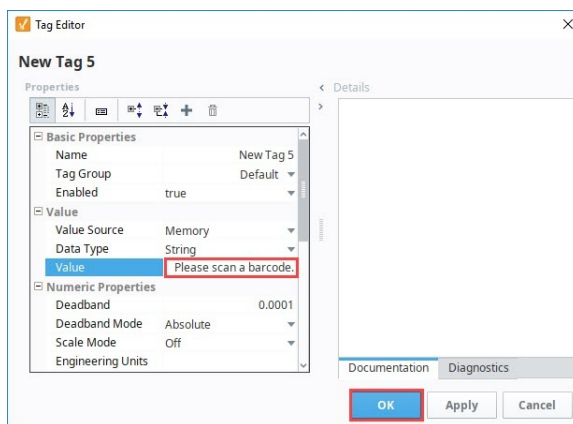 Tag Editor
New Tag 5
Properties
Details
Basic Properties
Name New Tag 5
Tag Group Default
Enabled true
Value
Value Source Memory
Data Type String
Value Please scan a barcode.
Numeric Properties
Deadband 0.0001
Deadband Mode Absolute
Scale Mode Off
Engineering Units
Documentation Diagnostics
OK Apply Cancel